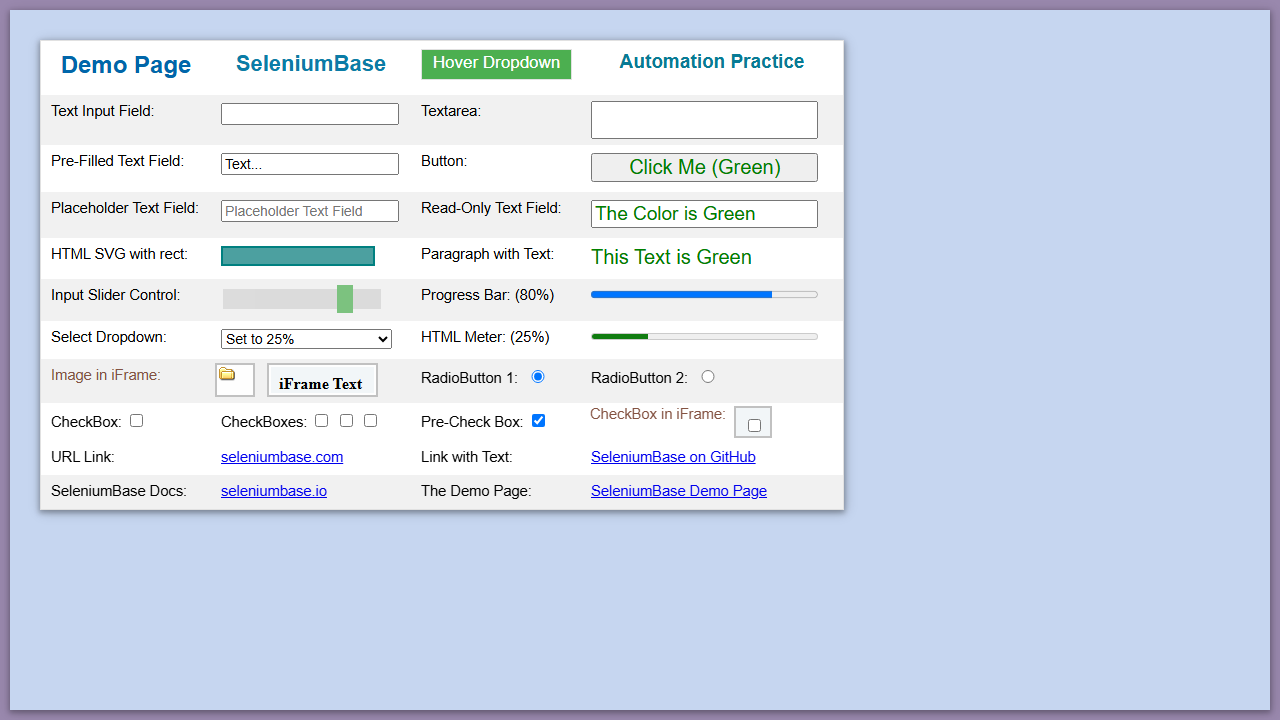 Demo Page SeleniumBase Hover Dropdown Automation Practice
Text Input Field: Textarea:
Pre-Filled Text Field: Text... Button: Click Me (Green)
Placeholder Text Field: Placeholder Text Field Read-Only Text Field: The Color is Green
HTML SVG with rect: Paragraph with Text: This Text is Green
Input Slider Control: Progress Bar: (80%)
Select Dropdown: Set to 25% HTML Meter: (25%)
Image in iFrame: iFrame Text RadioButton 1: RadioButton 2:
CheckBox: CheckBoxes: Pre-Check Box: CheckBox in iFrame:
URL Link: seleniumbase.com Link with Text: SeleniumBase on GitHub
SeleniumBase Docs: seleniumbase.io The Demo Page: SeleniumBase Demo Page